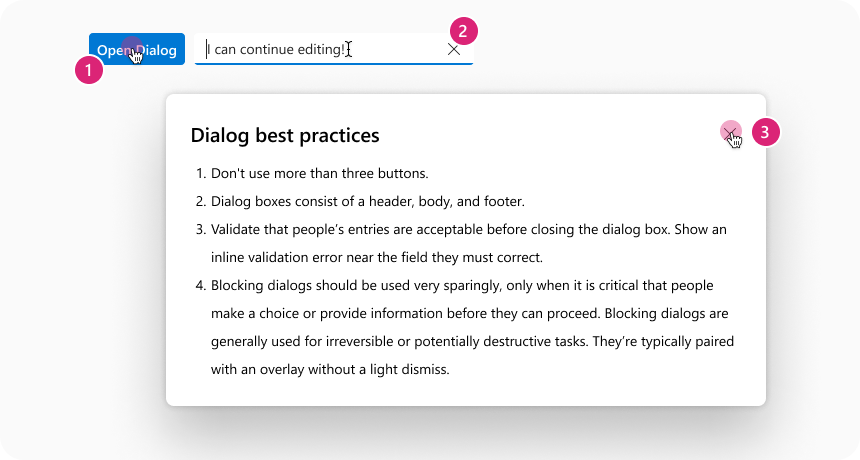 Open Dialog
I can continue editing!
2
1
Dialog best practices
3
1. Don't use more than three buttons.
2. Dialog boxes consist of a header, body, and footer.
3. Validate that people's entries are acceptable before closing the dialog box. Show an
inline validation error near the field they must correct.
4. Blocking dialogs should be used very sparingly, only when it is critical that people
make a choice or provide information before they can proceed. Blocking dialogs are
generally used for irreversible or potentially destructive tasks. They're typically paired
with an overlay without a light dismiss.